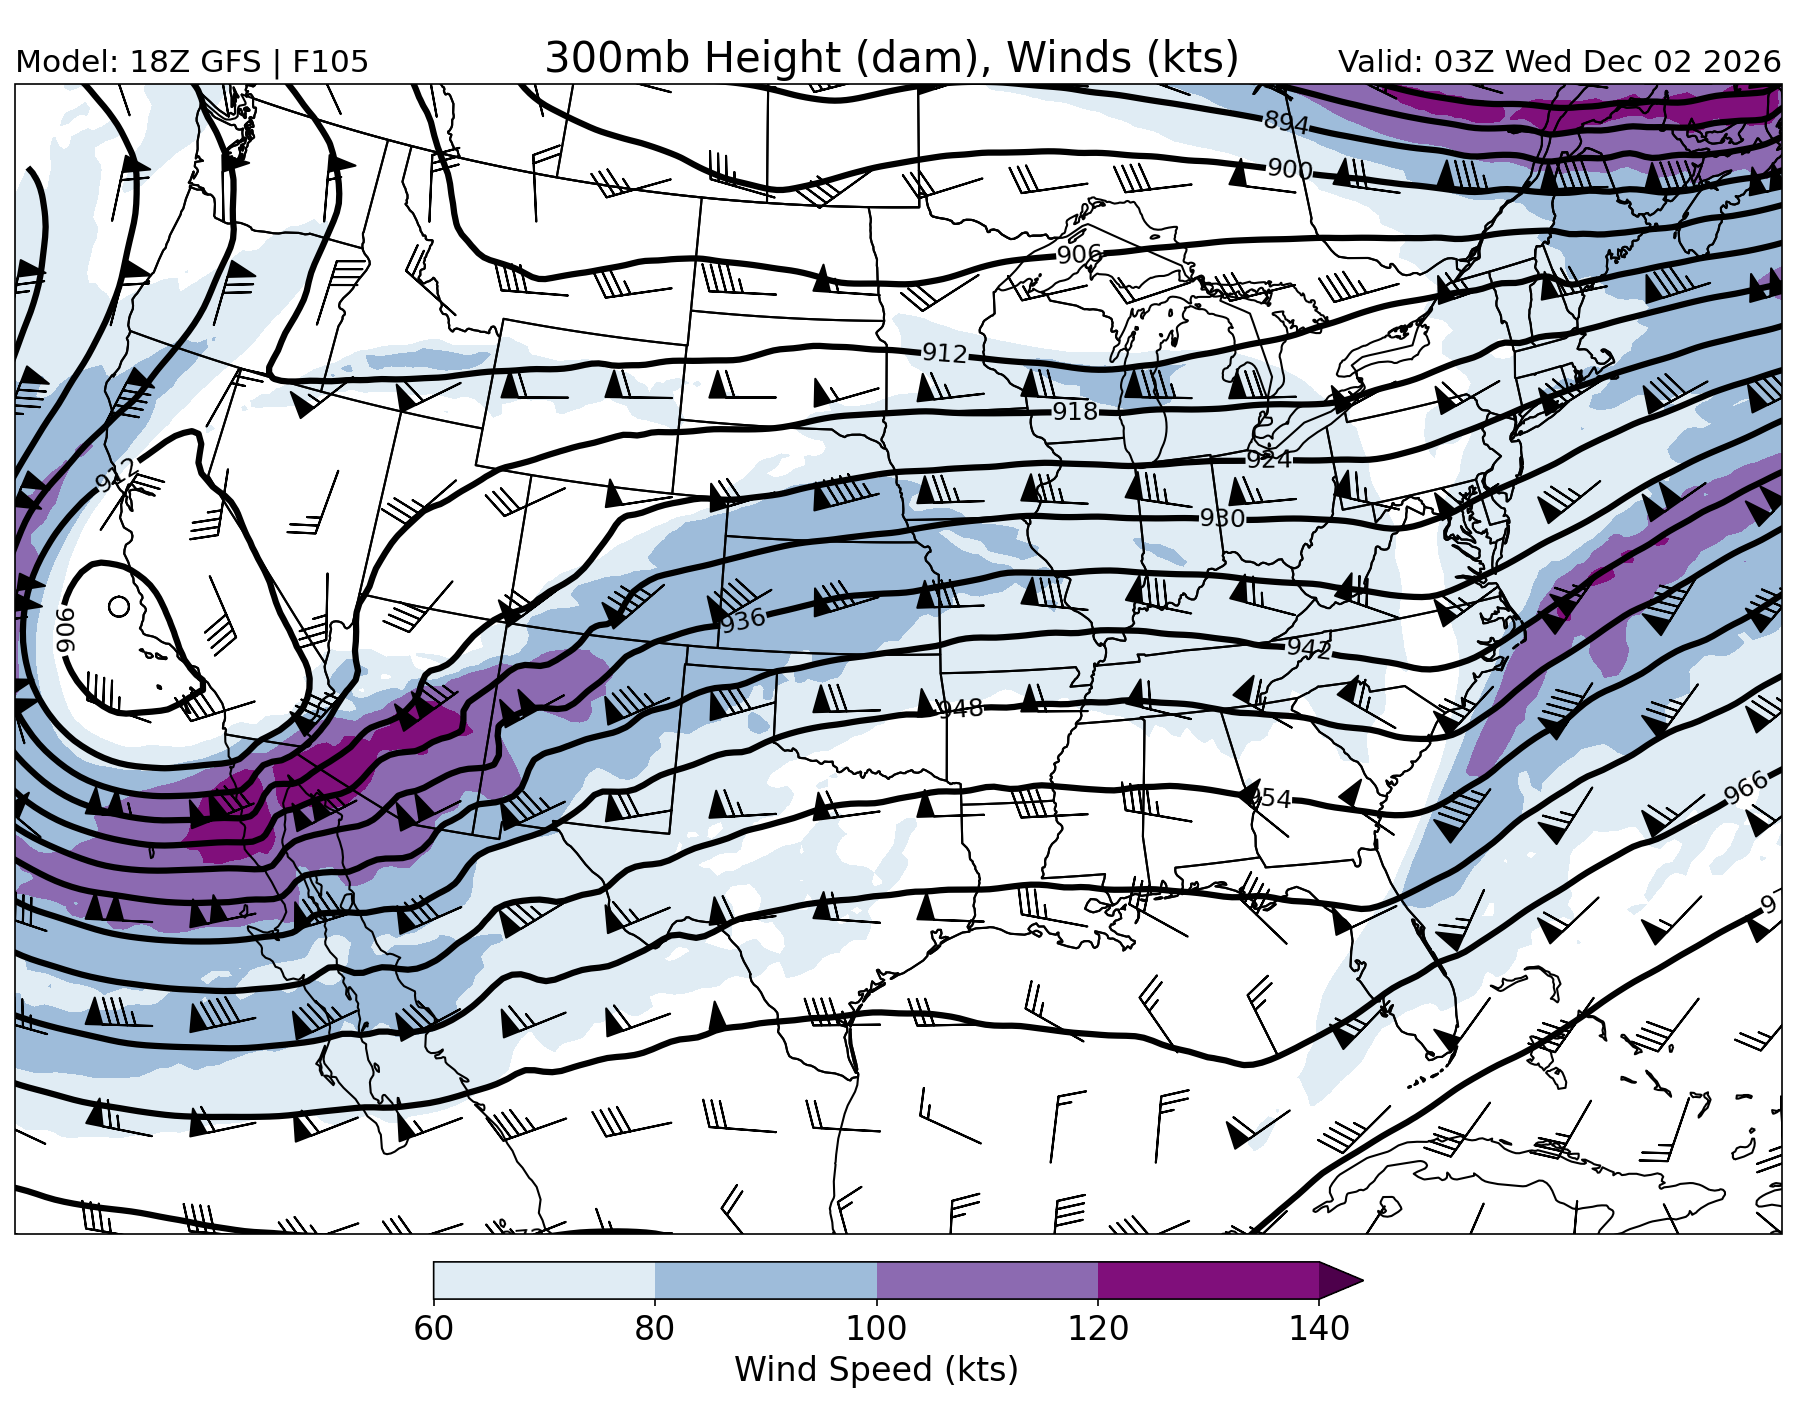 Model: 18Z GFS | F105
300mb Height (dam), Winds (kts)
Valid: 03Z Wed Dec 02 2026
894
900
906
912
918
912
924
930
906
936
942
948
954
966
60 80 100 120 140
Wind Speed (kts)